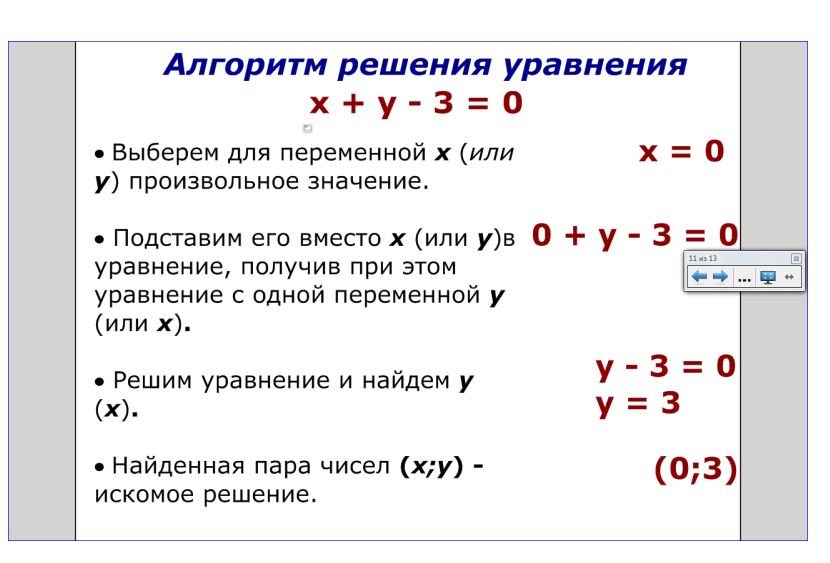 Алгоритм решения уравнения
х + у - 3 = 0
• Выберем для переменной х (или
у) произвольное значение.
х = 0
• Подставим его вместо х (или у)в
уравнение, получив при этом
уравнение с одной переменной у
(или х).
0 + у - 3 = 0
11 из 13
...
• Решим уравнение и найдем у
(х).
у - 3 = 0
у = 3
• Найденная пара чисел (х;у) -
искомое решение.
(0;3)